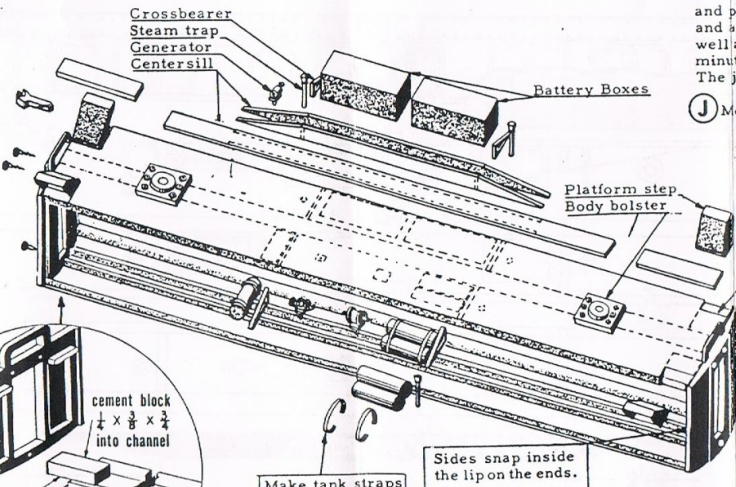 Crossbearer
Steam trap
Generator
Centersill
Battery Boxes
and
and a
well
minut
The
J
Platform step
Body bolster
cement block
1/4 x 3/8 x 3/4
into channel
Make tank straps
Sides snap inside
the lip on the ends.